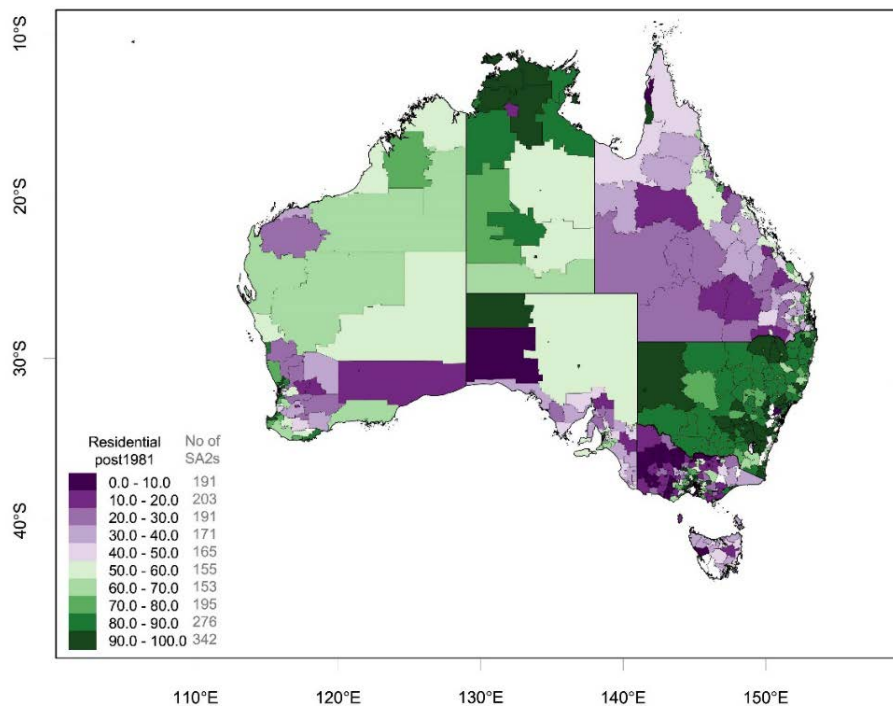 10°S
20°S
30°S
40°S
Residential post1981 No of SA2s
0.0 - 10.0 191
10.0 - 20.0 203
20.0 - 30.0 191
30.0 - 40.0 171
40.0 - 50.0 165
50.0 - 60.0 155
60.0 - 70.0 153
70.0 - 80.0 195
80.0 - 90.0 276
90.0 - 100.0 342
110°E 120°E 130°E 140°E 150°E